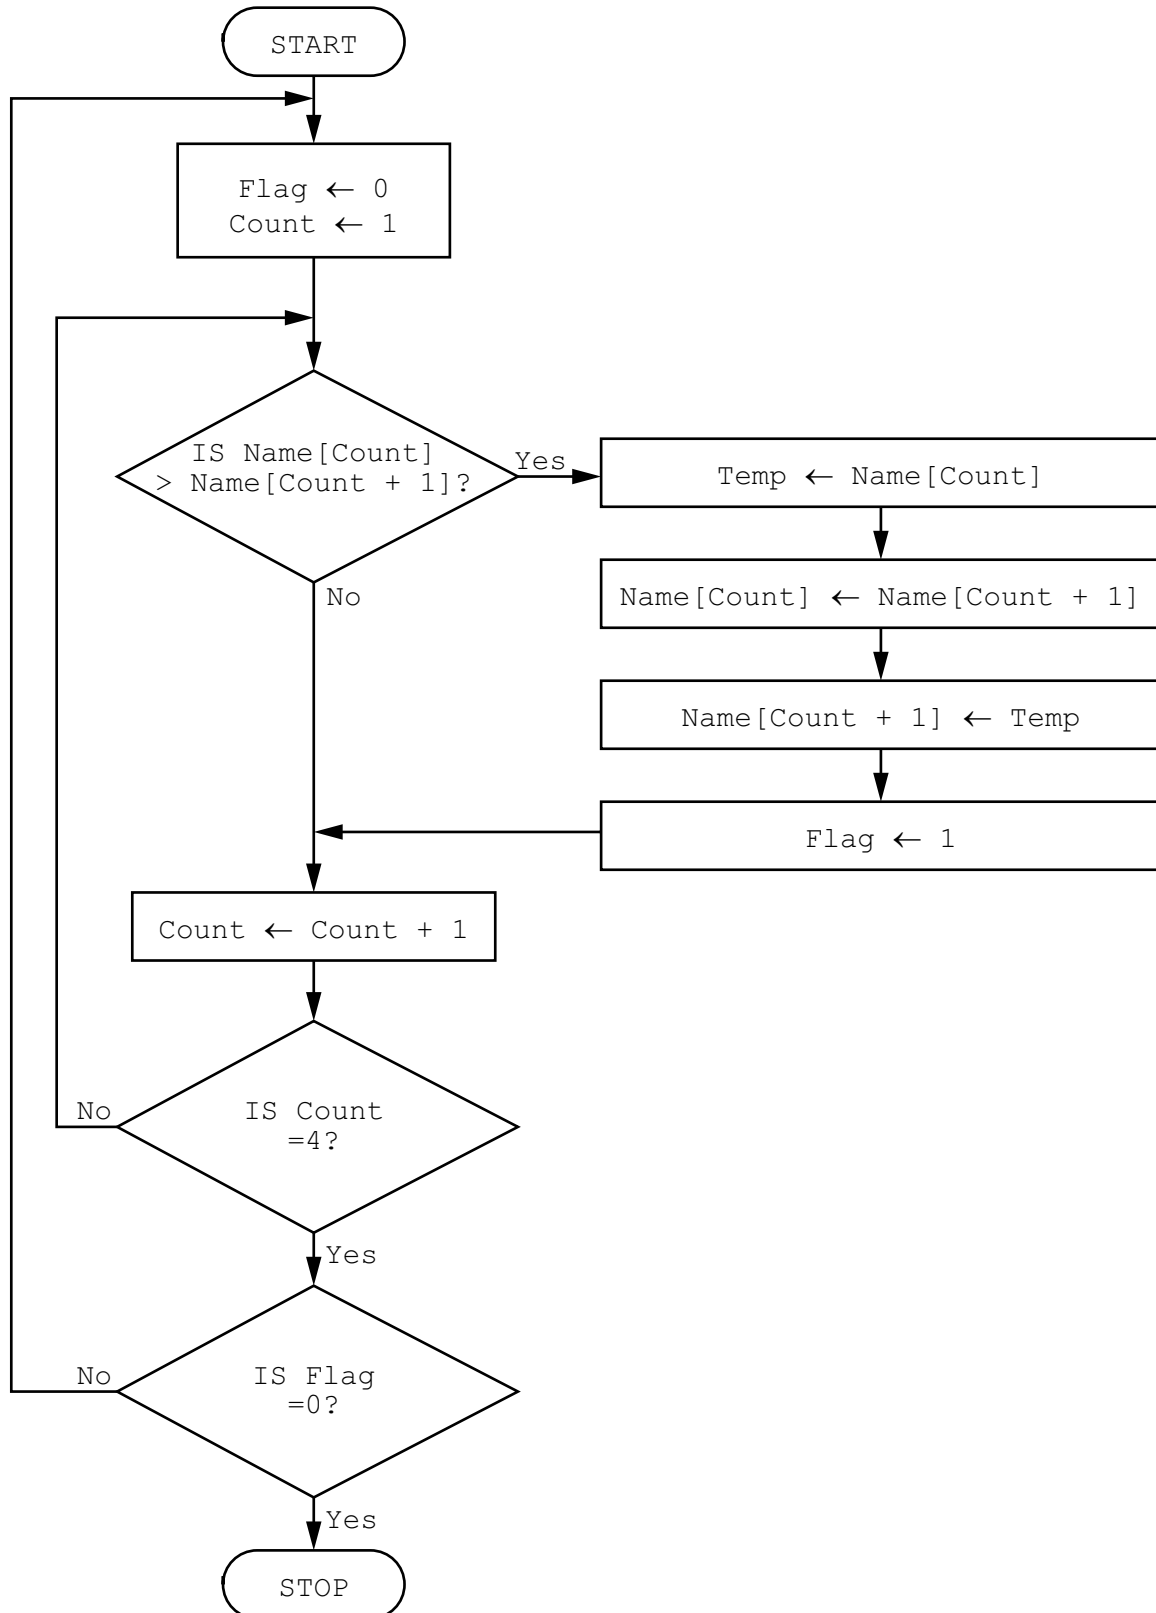 START
Flag ← 0
Count ← 1
IS Name[Count]
> Name[Count + 1]?
Yes
Temp ← Name[Count]
No
Name[Count] ← Name[Count + 1]
Name[Count + 1] ← Temp
Flag ← 1
Count ← Count + 1
No
IS Count
=4?
Yes
No
IS Flag
=0?
Yes
STOP